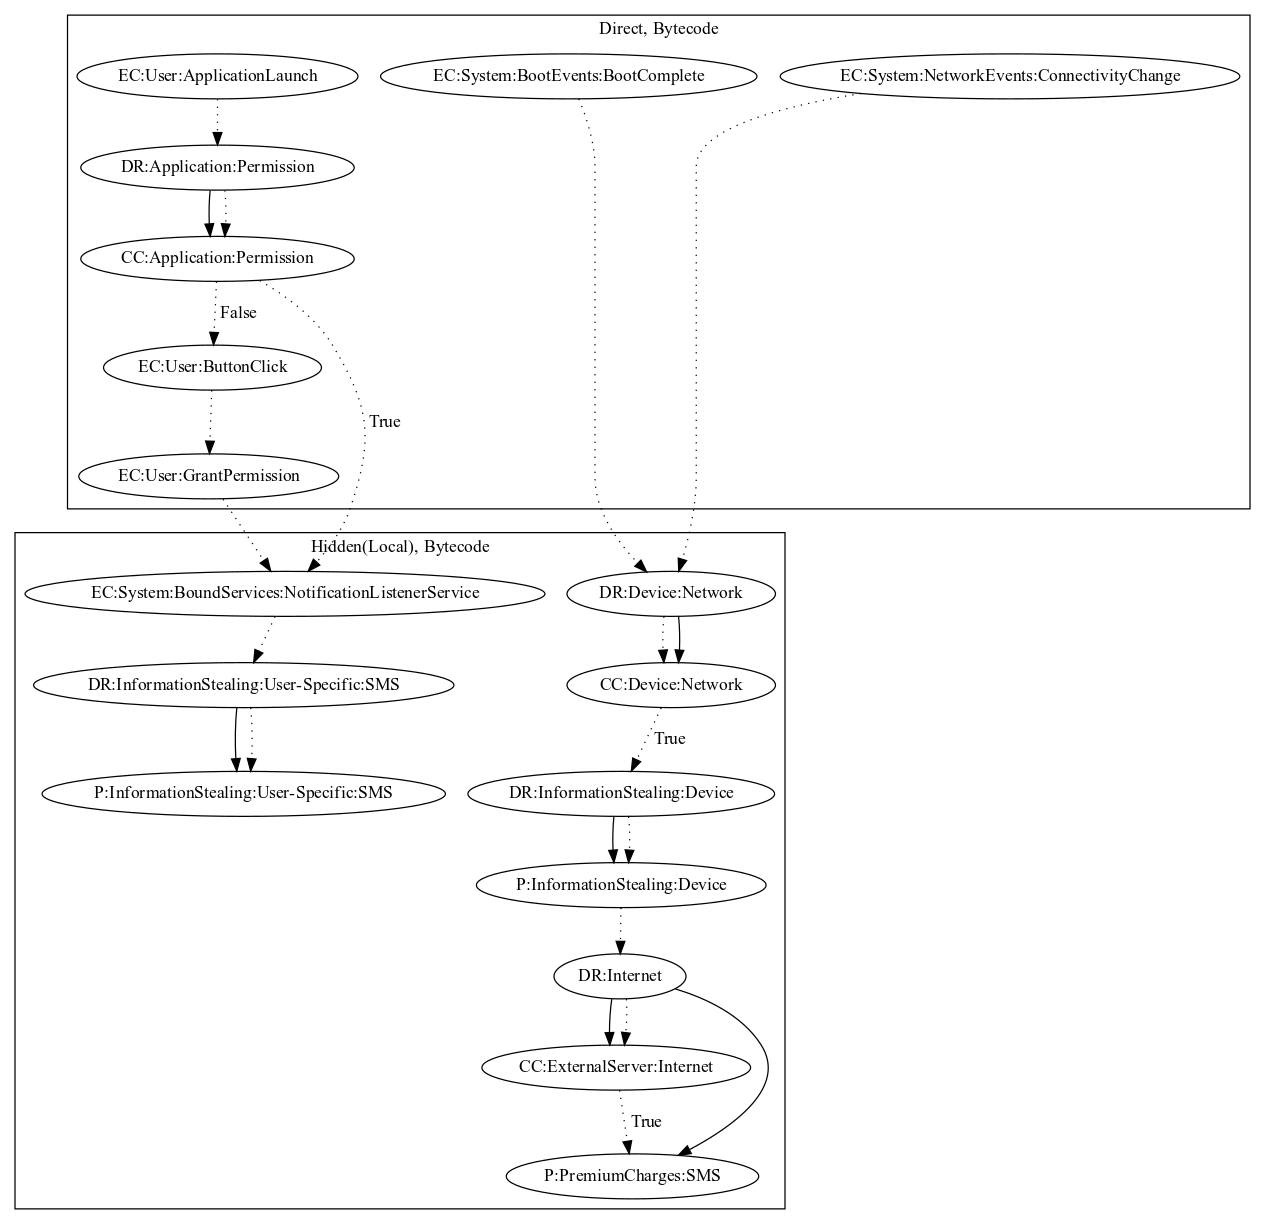 Direct, Bytecode
EC:User:ApplicationLaunch
EC:System:BootEvents:BootComplete
EC:System:NetworkEvents:ConnectivityChange
DR:Application:Permission
CC:Application:Permission
False
EC:User:ButtonClick
True
EC:User:GrantPermission
Hidden(Local), Bytecode
EC:System:BoundServices:NotificationListenerService
DR:Device:Network
DR:InformationStealing:User-Specific:SMS
CC:Device:Network
True
P:InformationStealing:User-Specific:SMS
DR:InformationStealing:Device
P:InformationStealing:Device
DR:Internet
CC:ExternalServer:Internet
True
P:PremiumCharges:SMS